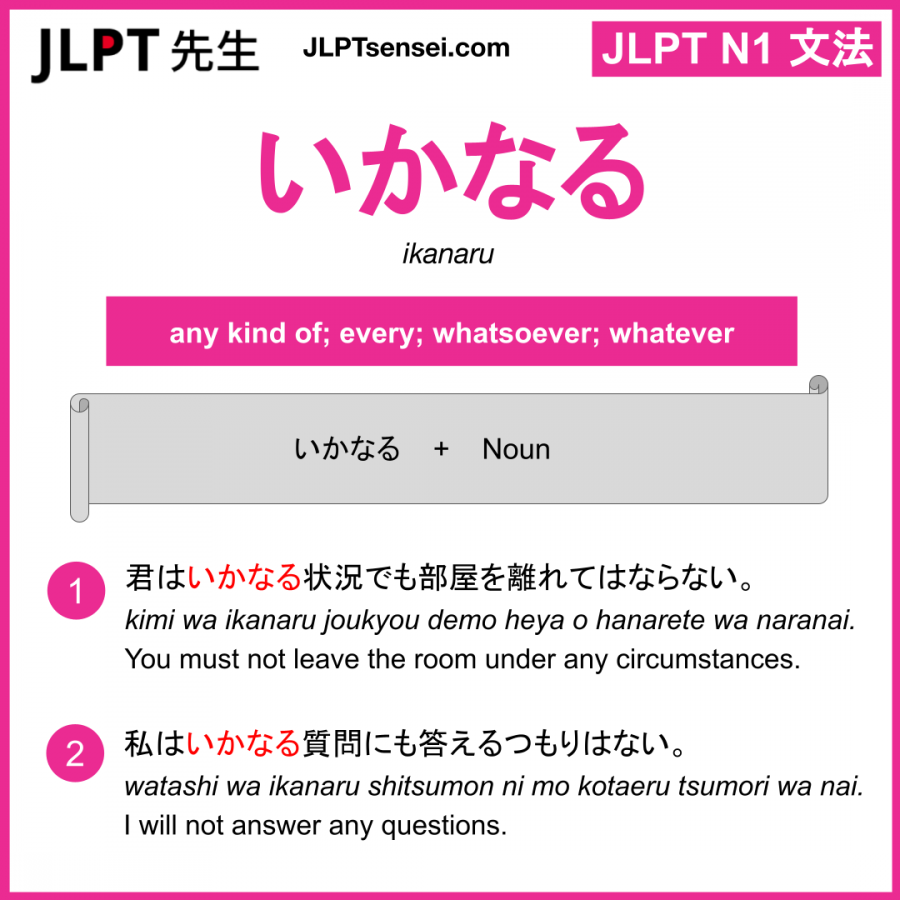 JLPT 先生
JLPTsensei.com
JLPT N1 文法
いかなる
ikanaru
any kind of; every; whatsoever; whatever
いかなる + Noun
1
君はいかなる状況でも部屋を離れてはならない。
kimi wa ikanaru joukyou demo heya o hanarete wa naranai.
You must not leave the room under any circumstances.
2
私はいかなる質問にも答えるつもりはない。
watashi wa ikanaru shitsumon ni mo kotaeru tsumori wa nai.
I will not answer any questions.